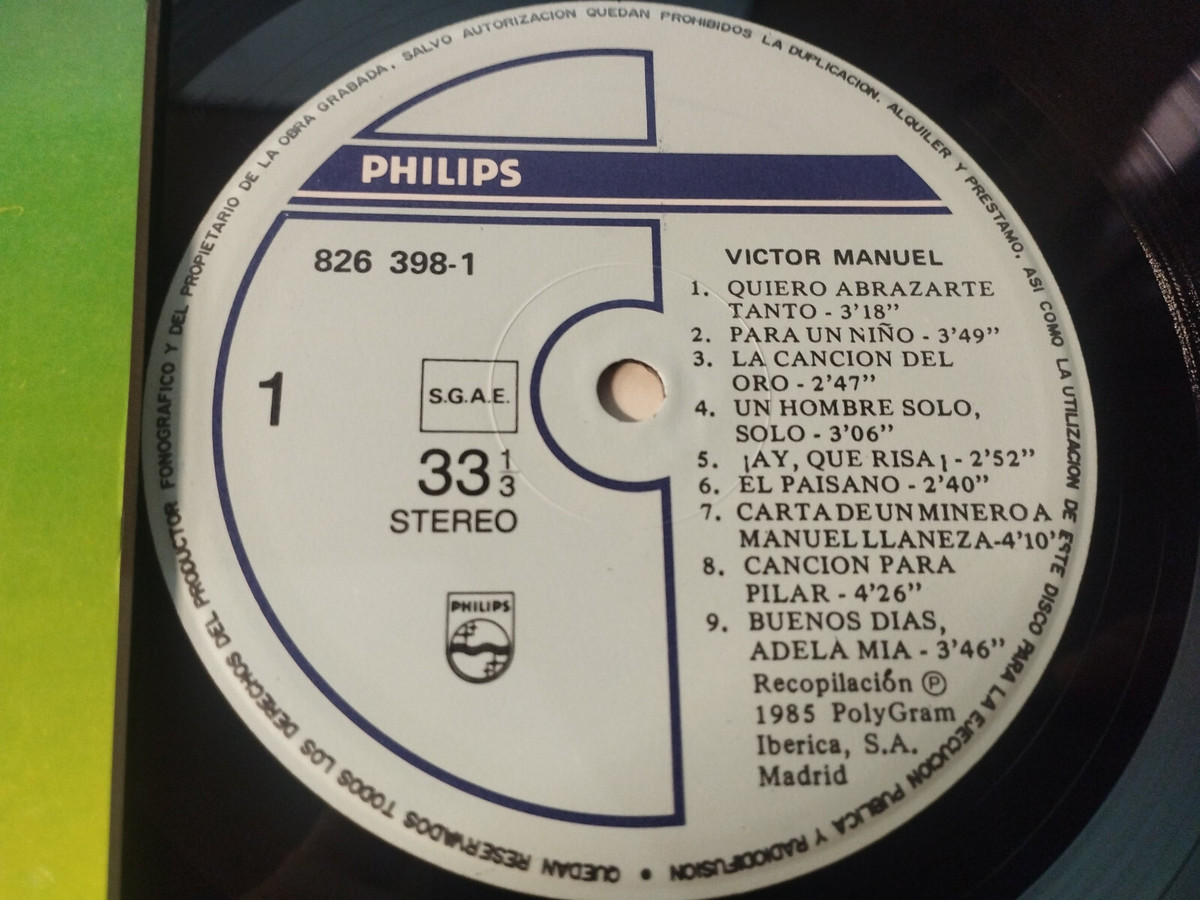 QUEDAN RESERVADOS TODOS LOS DERECHOS DEL PRODUCTOR FONOGRAFICO Y DEL PROPIETARIO DE LA OBRA GRABADA. SALVO AUTORIZACION QUEDAN PROHIBIDOS LA DUPLICACION, ALQUILER Y PRESTAMO, ASI COMO LA UTILIZACION DE ESTE DISCO PARA LA EJECUCION PUBLICA Y RADIODIFUSION •
PHILIPS
826 398-1
1
S.G.A.E.
33 1/3
STEREO
PHILIPS
VICTOR MANUEL
1. QUIERO ABRAZARTE
TANTO - 3'18"
2. PARA UN NIÑO - 3'49"
3. LA CANCION DEL
ORO - 2'47"
4. UN HOMBRE SOLO,
SOLO - 3'06"
5. ¡AY, QUE RISA¡ - 2'52"
6. EL PAISANO - 2'40"
7. CARTA DE UN MINERO A
MANUEL LLANEZA-4'10"
8. CANCION PARA
PILAR - 4'26"
9. BUENOS DIAS,
ADELA MIA - 3'46"
Recopilación Ⓟ
1985 PolyGram
Iberica, S.A.
Madrid